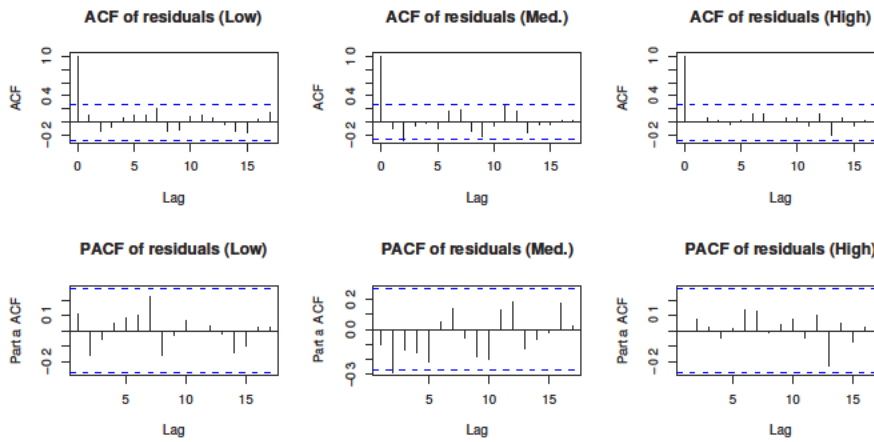 ACF of residuals (Low) ACF of residuals (Med.) ACF of residuals (High)
ACF ACF ACF
-0.2 0.4 1.0 -0.2 0.4 1.0 -0.2 0.4 1.0
0 5 10 15 0 5 10 15 0 5 10 15
Lag Lag Lag
PACF of residuals (Low) PACF of residuals (Med.) PACF of residuals (High)
Partia ACF Partia ACF Partia ACF
-0.2 0.1 -0.3 0.0 0.2 -0.2 0.1
5 10 15 5 10 15 5 10 15
Lag Lag Lag